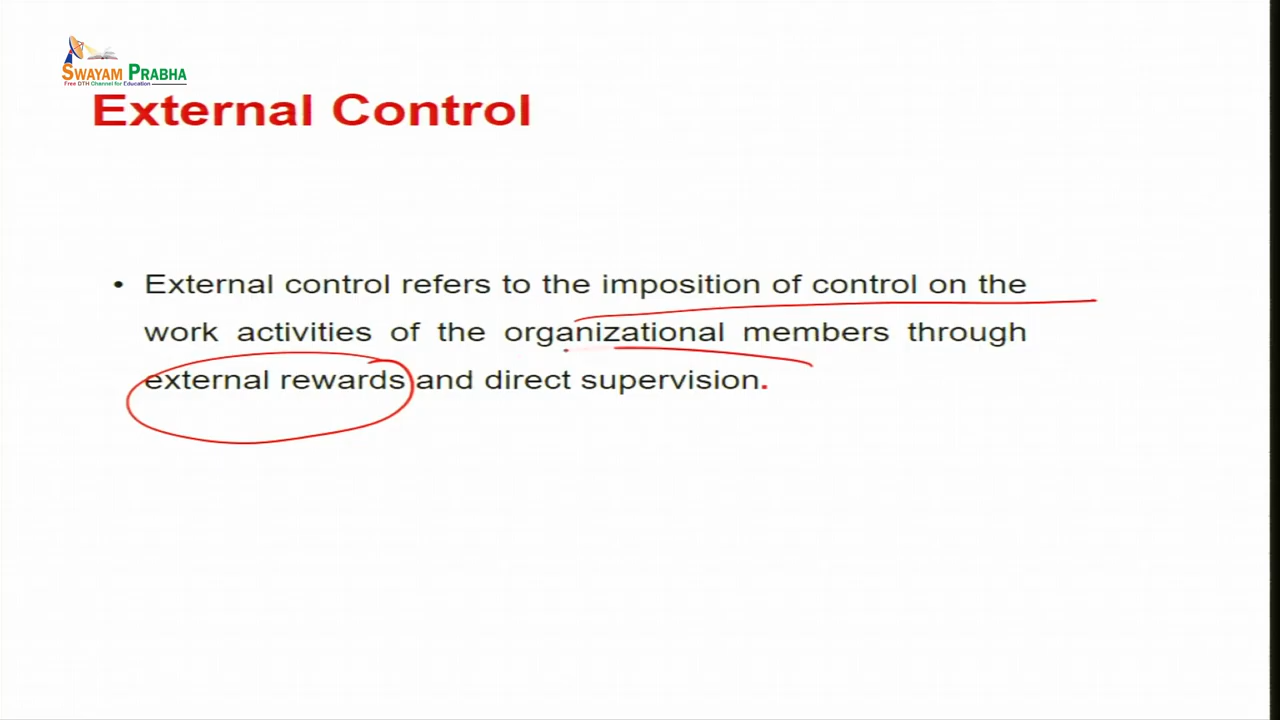 SWAYAM PRABHA
Free DTH Channel for Education
External Control
• External control refers to the imposition of control on the
work activities of the organizational members through
external rewards and direct supervision.